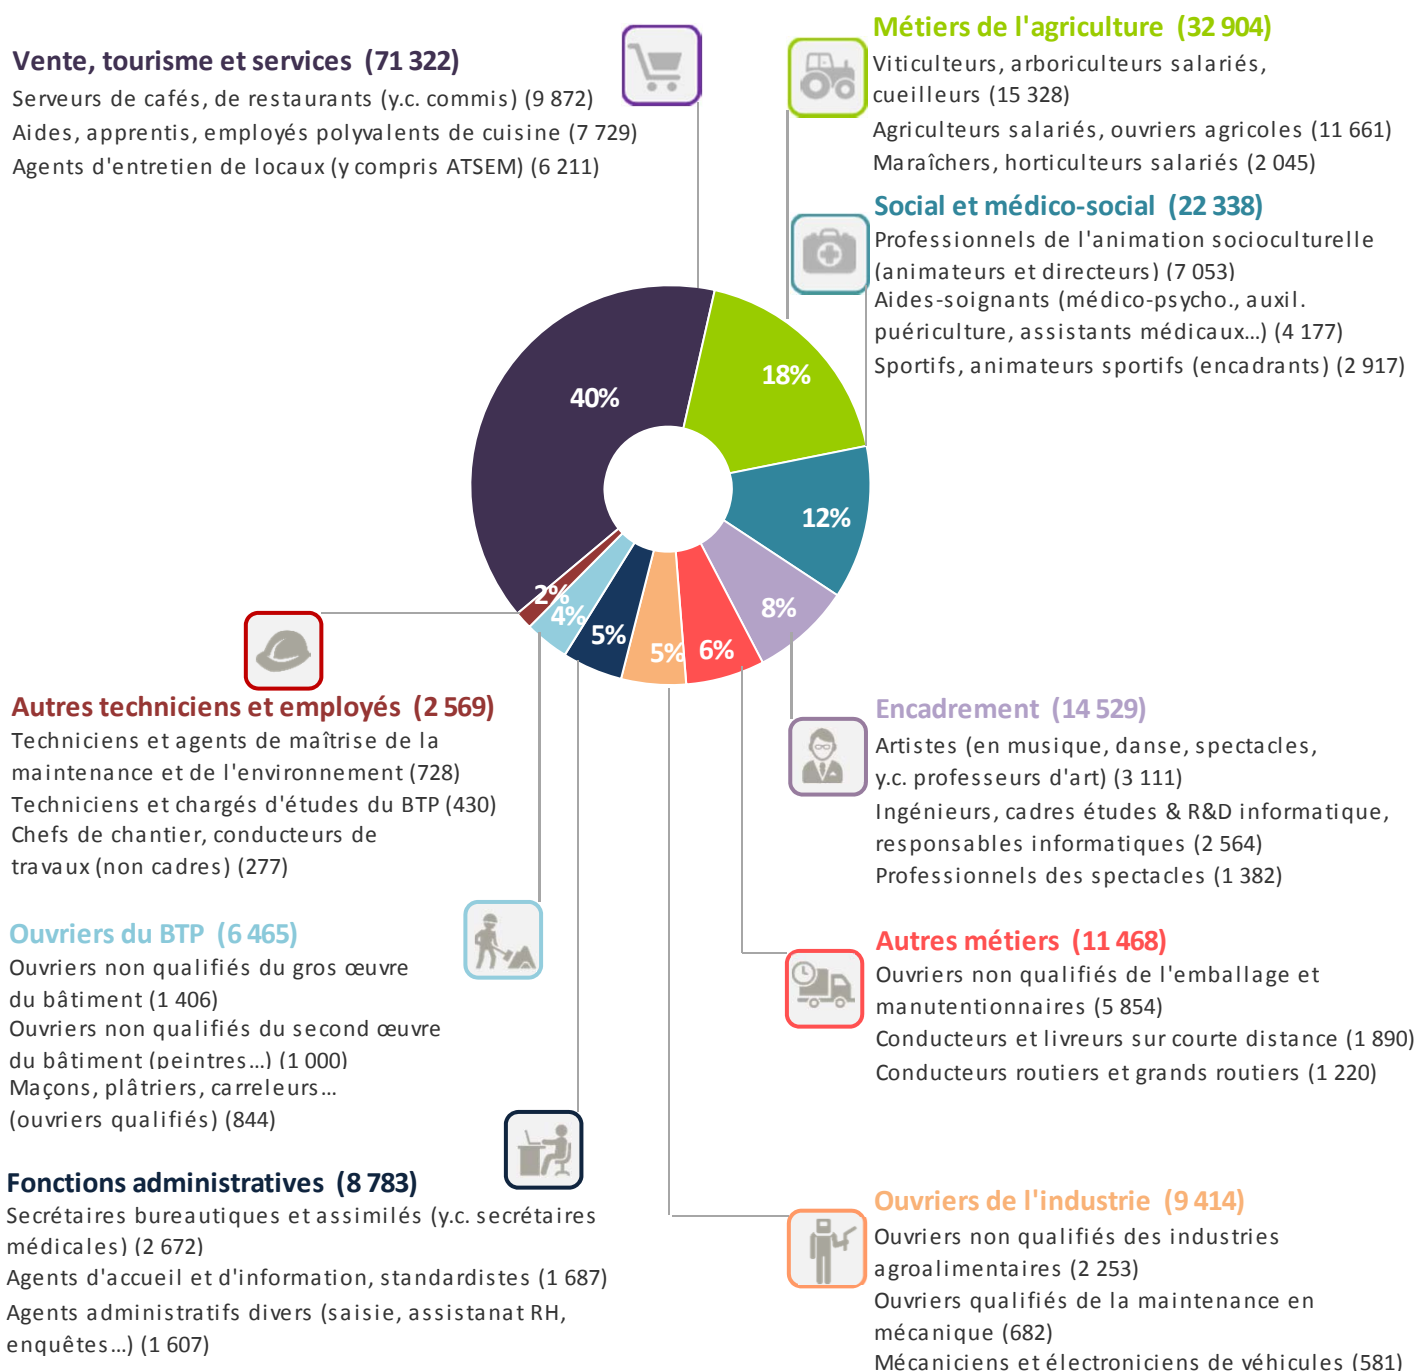 Vente, tourisme et services (71 322)
Serveurs de cafés, de restaurants (y.c. commis) (9 872)
Aides, apprentis, employés polyvalents de cuisine (7 729)
Agents d'entretien de locaux (y compris ATSEM) (6 211)
Métiers de l'agriculture (32 904)
Viticulteurs, arboriculteurs salariés,
cueilleurs (15 328)
Agriculteurs salariés, ouvriers agricoles (11 661)
Maraîchers, horticulteurs salariés (2 045)
Social et médico-social (22 338)
Professionnels de l'animation socioculturelle
(animateurs et directeurs) (7 053)
Aides-soignants (médico-psycho., auxil.
puériculture, assistants médicaux…) (4 177)
Sportifs, animateurs sportifs (encadrants) (2 917)
40%
18%
12%
8%
6%
5%
5%
4%
2%
Autres techniciens et employés (2 569)
Techniciens et agents de maîtrise de la
maintenance et de l'environnement (728)
Techniciens et chargés d'études du BTP (430)
Chefs de chantier, conducteurs de
travaux (non cadres) (277)
Encadrement (14 529)
Artistes (en musique, danse, spectacles,
y.c. professeurs d'art) (3 111)
Ingénieurs, cadres études & R&D informatique,
responsables informatiques (2 564)
Professionnels des spectacles (1 382)
Ouvriers du BTP (6 465)
Ouvriers non qualifiés du gros œuvre
du bâtiment (1 406)
Ouvriers non qualifiés du second œuvre
du bâtiment (peintres…) (1 000)
Maçons, plâtriers, carreleurs…
(ouvriers qualifiés) (844)
Autres métiers (11 468)
Ouvriers non qualifiés de l'emballage et
manutentionnaires (5 854)
Conducteurs et livreurs sur courte distance (1 890)
Conducteurs routiers et grands routiers (1 220)
Fonctions administratives (8 783)
Secrétaires bureautiques et assimilés (y.c. secrétaires
médicales) (2 672)
Agents d'accueil et d'information, standardistes (1 687)
Agents administratifs divers (saisie, assistanat RH,
enquêtes…) (1 607)
Ouvriers de l'industrie (9 414)
Ouvriers non qualifiés des industries
agroalimentaires (2 253)
Ouvriers qualifiés de la maintenance en
mécanique (682)
Mécaniciens et électroniciens de véhicules (581)